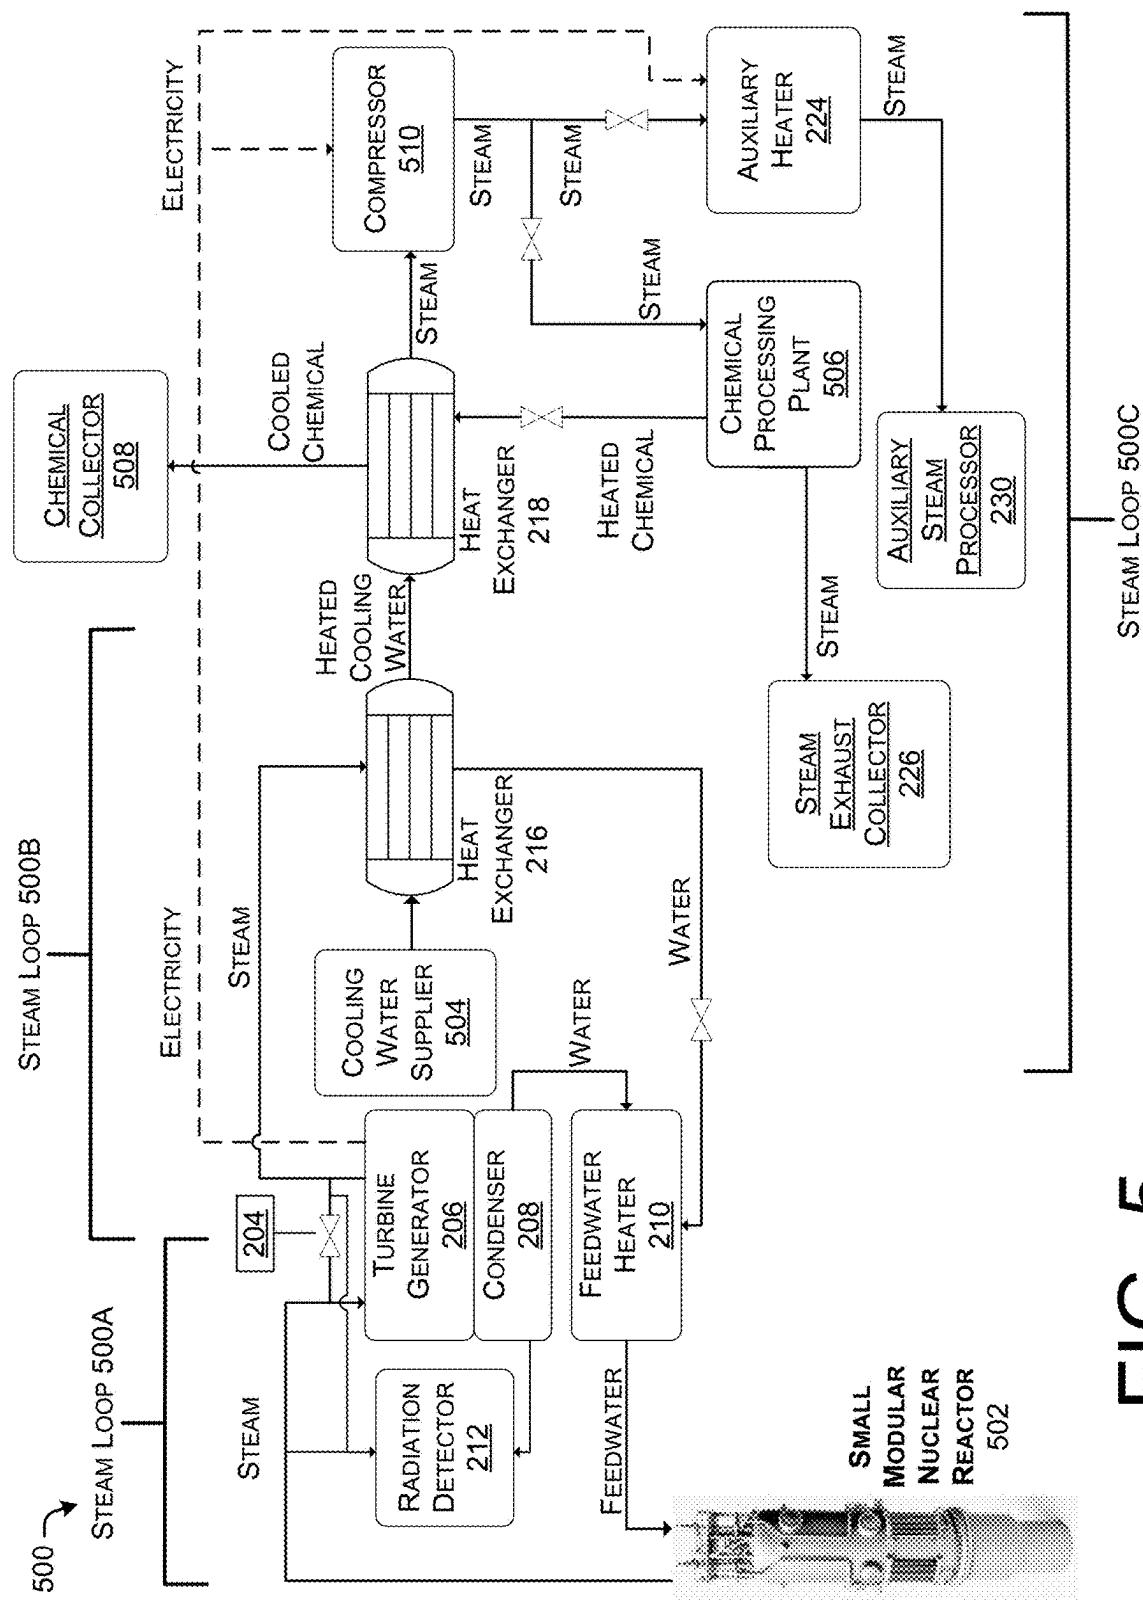 500
STEAM LOOP 500A
STEAM LOOP 500B
STEAM
204
ELECTRICITY
ELECTRICITY
STEAM
RADIATION
DETECTOR
212
TURBINE
GENERATOR
206
CONDENSER
208
WATER
FEEDWATER
HEATER
210
FEEDWATER
SMALL
MODULAR
NUCLEAR
REACTOR
502
COOLING
WATER
SUPPLIER
504
HEAT
EXCHANGER
216
WATER
HEATED
COOLING
WATER
HEAT
EXCHANGER
218
COOLED
CHEMICAL
CHEMICAL
COLLECTOR
508
STEAM
COMPRESSOR
510
STEAM
STEAM
STEAM
HEATED
CHEMICAL
CHEMICAL
PROCESSING
PLANT
506
AUXILIARY
HEATER
224
STEAM
AUXILIARY
STEAM
PROCESSOR
230
STEAM
STEAM
EXHAUST
COLLECTOR
226
STEAM LOOP 500C
FIG. 5